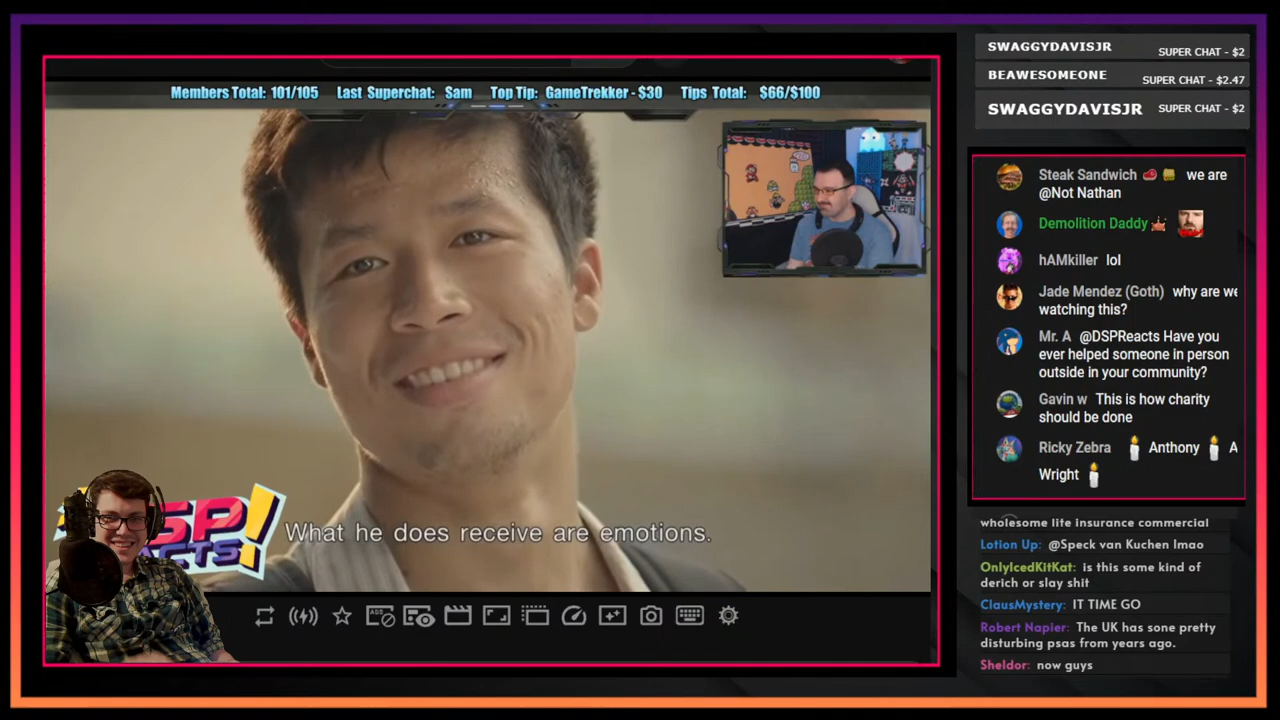 Members Total: 101/105 Last Superchat: Sam Top Tip: GameTrekker - $30 Tips Total: $66/$100
What he does receive are emotions.
SWAGGYDAVISJR SUPER CHAT - $2
BEAWESOMEONE SUPER CHAT - $2.47
SWAGGYDAVISJR SUPER CHAT - $2
Steak Sandwich we are
@Not Nathan
Demolition Daddy
hAMkiller lol
Jade Mendez (Goth) why are we
watching this?
Mr. A @DSPReacts Have you
ever helped someone in person
outside in your community?
Gavin w This is how charity
should be done
Ricky Zebra Anthony A
Wright
wholesome life insurance commercial
Lotion Up: @Speck van Kuchen lmao
OnlyIcedKitKat: is this some kind of
derich or slay shit
ClausMystery: IT TIME GO
Robert Napier: The UK has sone pretty
disturbing psas from years ago.
Sheldor: now guys